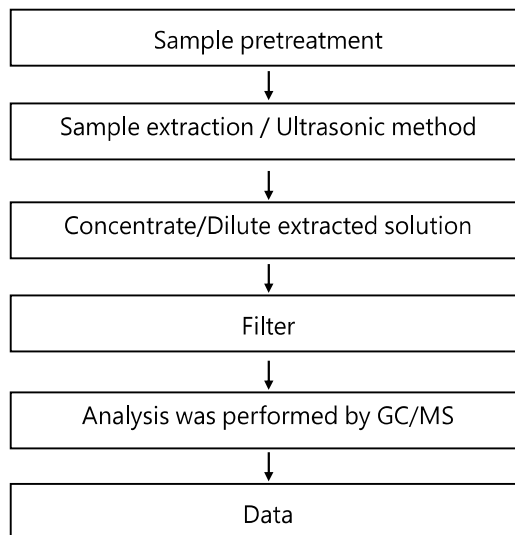 Sample pretreatment
Sample extraction / Ultrasonic method
Concentrate/Dilute extracted solution
Filter
Analysis was performed by GC/MS
Data